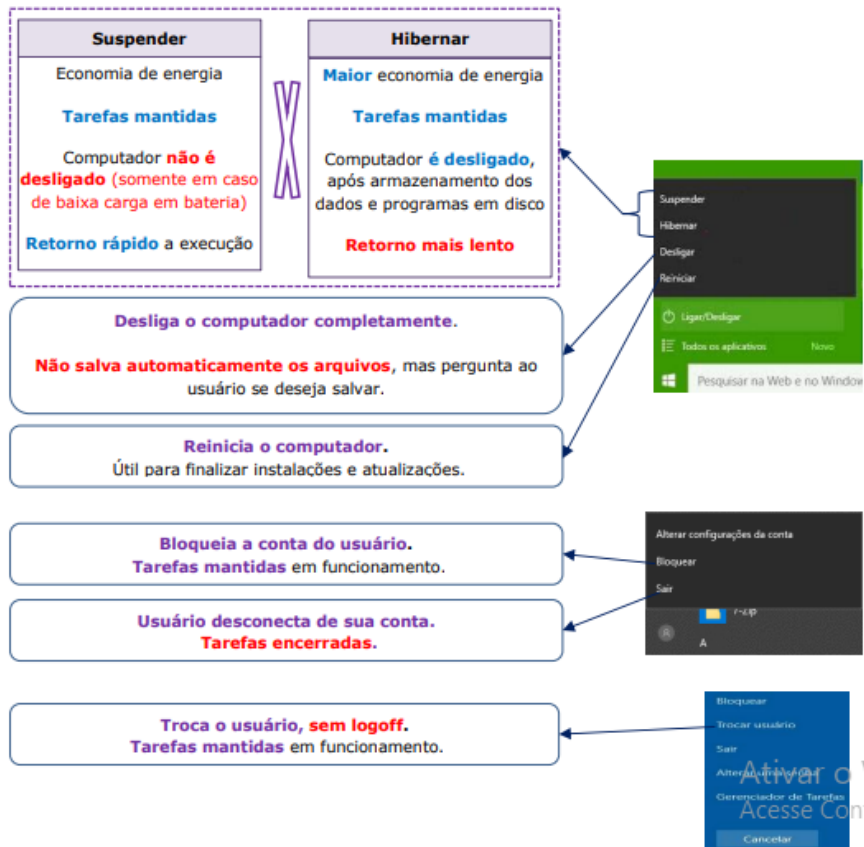 Suspender
Economia de energia
Tarefas mantidas
Computador não é
desligado (somente em caso
de baixa carga em bateria)
Retorno rápido a execução
Hibernar
Maior economia de energia
Tarefas mantidas
Computador é desligado,
após armazenamento dos
dados e programas em disco
Retorno mais lento
Suspender
Hibernar
Desligar
Reiniciar
Ligar/Desligar
Todos os aplicativos Novo
Pesquisar na Web e no Window
Desliga o computador completamente.
Não salva automaticamente os arquivos, mas pergunta ao
usuário se deseja salvar.
Reinicia o computador.
Útil para finalizar instalações e atualizações.
Bloqueia a conta do usuário.
Tarefas mantidas em funcionamento.
Usuário desconecta de sua conta.
Tarefas encerradas.
Alterar configurações da conta
Bloquear
Sair
7-Zip
R
A
Troca o usuário, sem logoff.
Tarefas mantidas em funcionamento.
Bloquear
Trocar usuário
Sair
Alterar uma senha
Gerenciador de Tarefas
Cancelar
Ativar o
Acesse